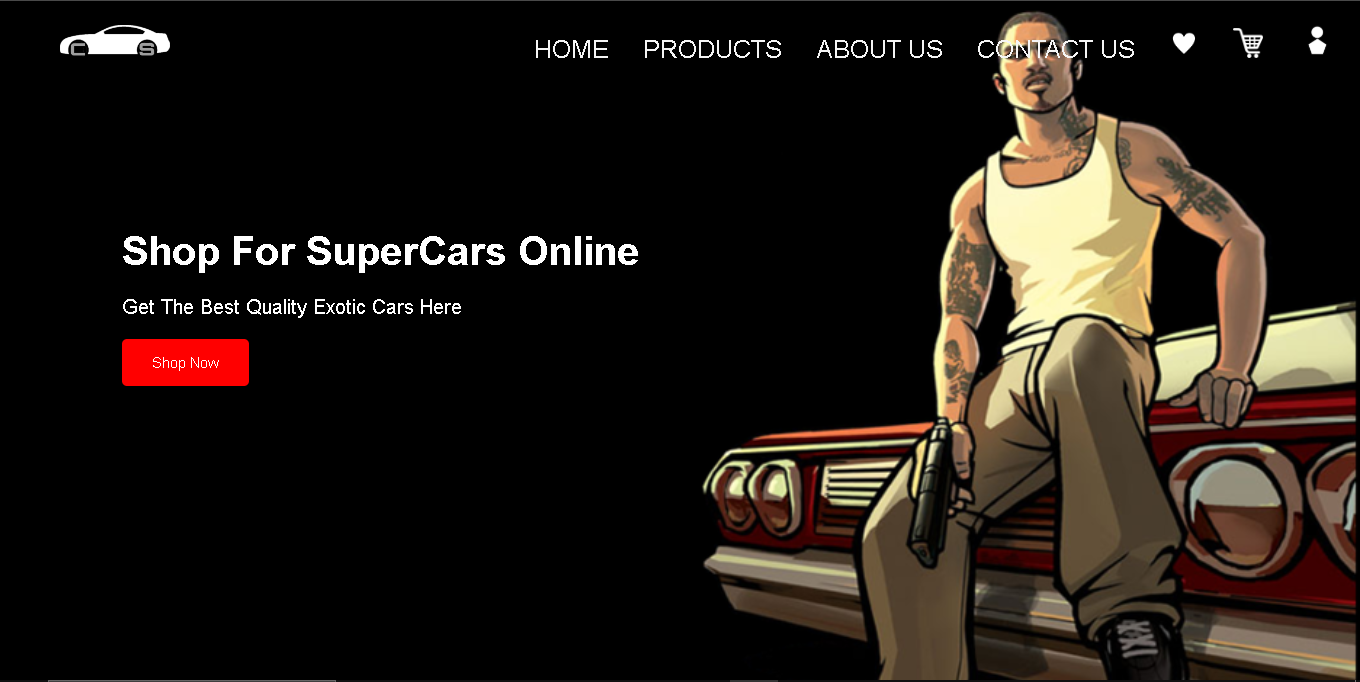 C S
HOME PRODUCTS ABOUT US CONTACT US
Shop For SuperCars Online
Get The Best Quality Exotic Cars Here
Shop Now